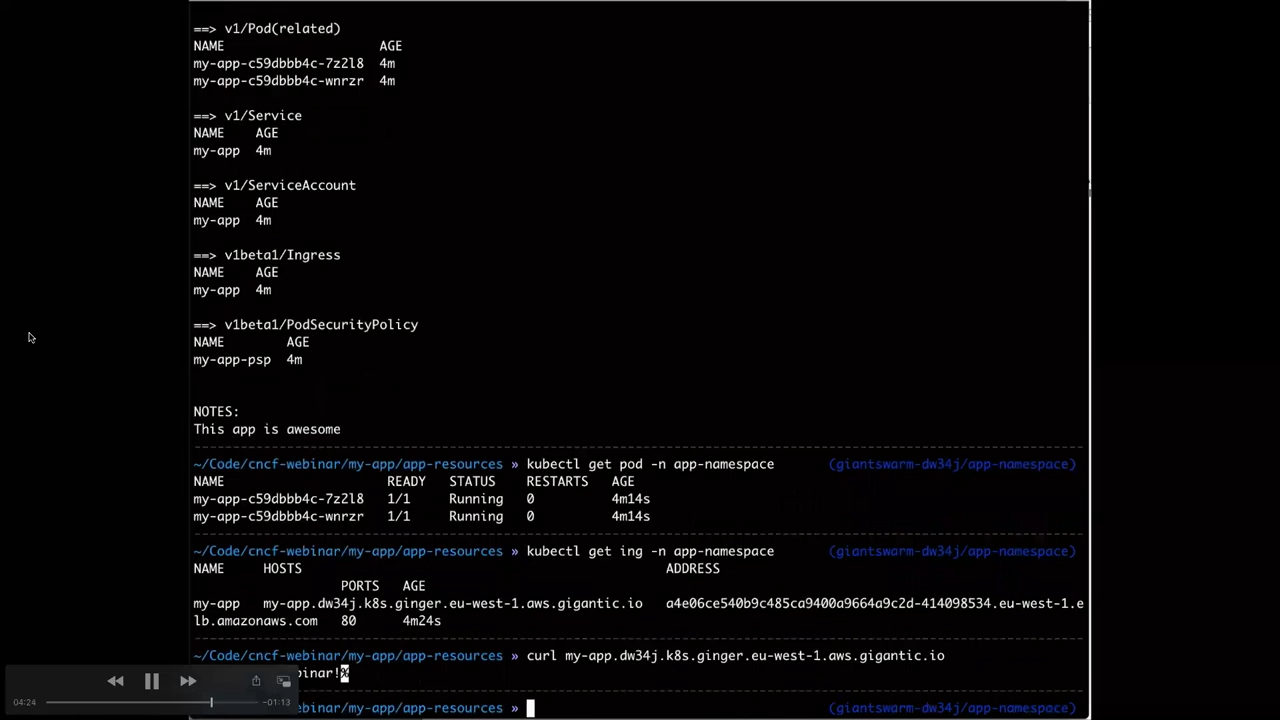 ==> v1/Pod(related)
NAME AGE
my-app-c59dbbb4c-7z2l8 4m
my-app-c59dbbb4c-wnrzr 4m
==> v1/Service
NAME AGE
my-app 4m
==> v1/ServiceAccount
NAME AGE
my-app 4m
==> v1beta1/Ingress
NAME AGE
my-app 4m
==> v1beta1/PodSecurityPolicy
NAME AGE
my-app-psp 4m
NOTES:
This app is awesome
~/Code/cncf-webinar/my-app/app-resources » kubectl get pod -n app-namespace (giantswarm-dw34j/app-namespace)
NAME READY STATUS RESTARTS AGE
my-app-c59dbbb4c-7z2l8 1/1 Running 0 4m14s
my-app-c59dbbb4c-wnrzr 1/1 Running 0 4m14s
~/Code/cncf-webinar/my-app/app-resources » kubectl get ing -n app-namespace (giantswarm-dw34j/app-namespace)
NAME HOSTS ADDRESS
PORTS AGE
my-app my-app.dw34j.k8s.ginger.eu-west-1.aws.gigantic.io a4e06ce540b9c485ca9400a9664a9c2d-414098534.eu-west-1.e
lb.amazonaws.com 80 4m24s
~/Code/cncf-webinar/my-app/app-resources » curl my-app.dw34j.k8s.ginger.eu-west-1.aws.gigantic.io
binar!%
~/Code/cncf-webinar/my-app/app-resources » (giantswarm-dw34j/app-namespace)
04:24 -01:13